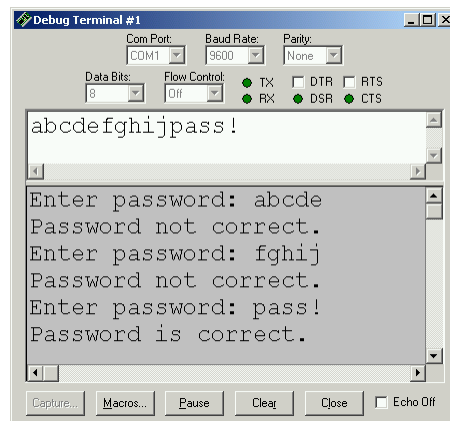 Debug Terminal #1
Com Port: Baud Rate: Parity:
COM1 9600 None
Data Bits: Flow Control: TX DTR RTS
8 Off RX DSR CTS
abcdefghijpass!
Enter password: abcde
Password not correct.
Enter password: fghij
Password not correct.
Enter password: pass!
Password is correct.
Capture... Macros... Pause Clear Close Echo Off